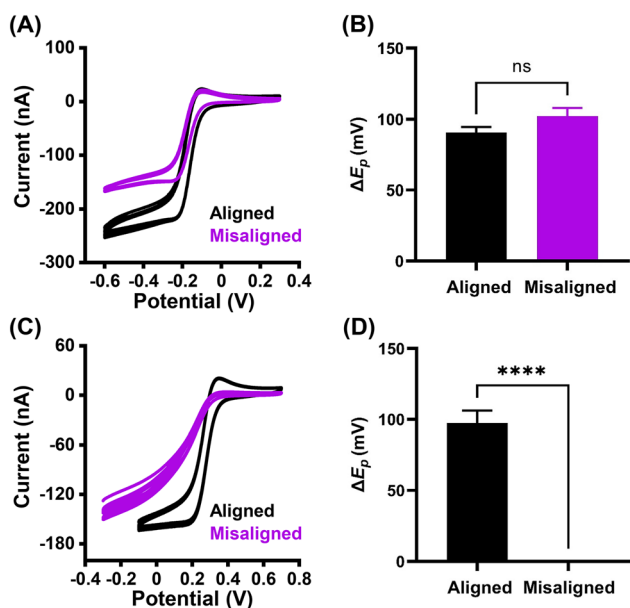 (A)
Current (nA)
100
0
-100
-200
-300
-0.6
-0.4
-0.2
0
0.2
0.4
Potential (V)
Aligned
Misaligned
(B)
ΔEp (mV)
150
100
50
0
ns
Aligned
Misaligned
(C)
Current (nA)
60
0
-60
-120
-180
-0.4
-0.2
0
0.2
0.4
0.6
0.8
Potential (V)
Aligned
Misaligned
(D)
ΔEp (mV)
150
100
50
0
****
Aligned
Misaligned